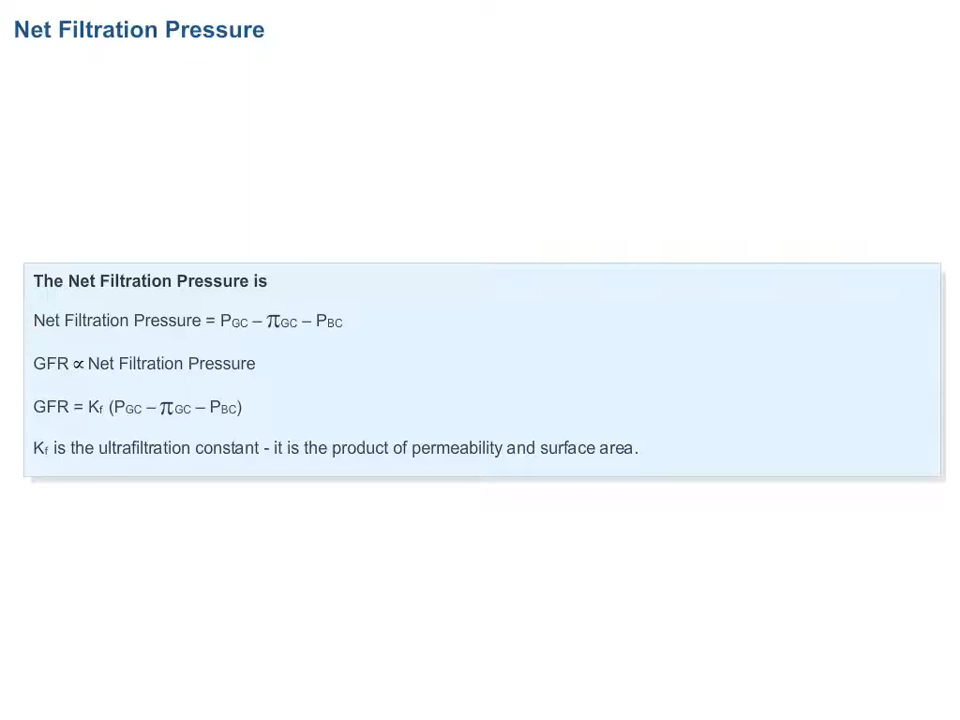 Net Filtration Pressure
The Net Filtration Pressure is
Net Filtration Pressure = PGC – πGC – PBC
GFR ∝ Net Filtration Pressure
GFR = Kf (PGC – πGC – PBC)
Kf is the ultrafiltration constant - it is the product of permeability and surface area.